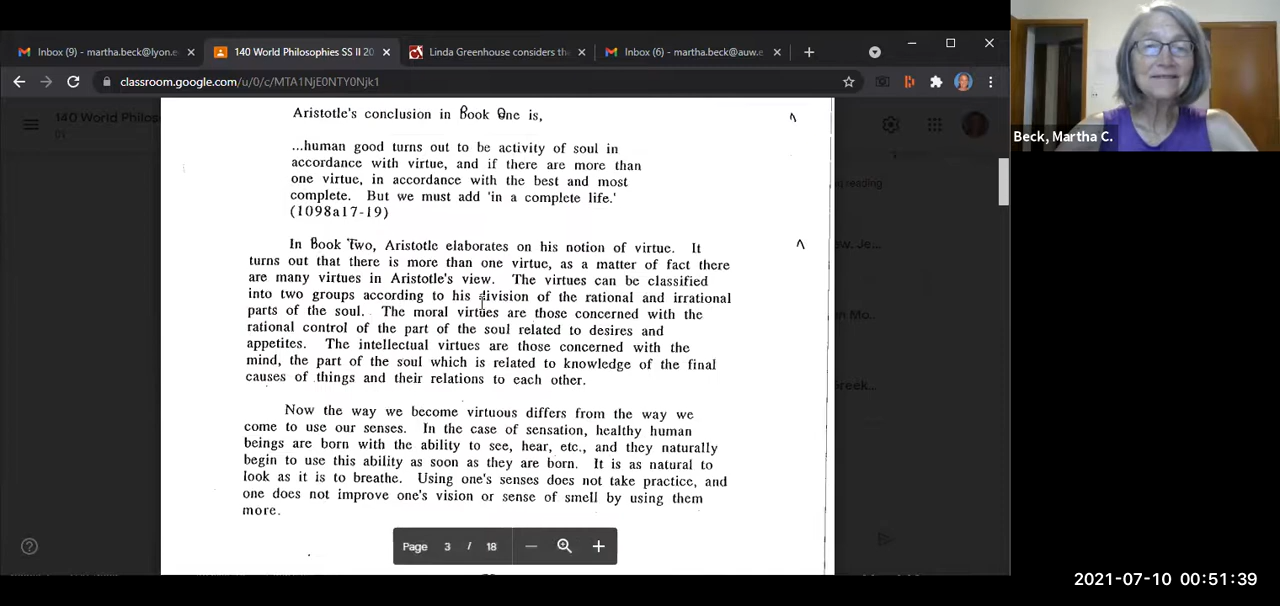 Inbox (9) - martha.beck@lyon.e
140 World Philosophies SS II 20
Linda Greenhouse considers the
Inbox (6) - martha.beck@auw.e
classroom.google.com/u/0/c/MTA1NjE0NTY0Njk1
140 World Philosop
01
Beck, Martha C.
Aristotle's conclusion in Book One is,
...human good turns out to be activity of soul in
accordance with virtue, and if there are more than
one virtue, in accordance with the best and most
complete. But we must add 'in a complete life.'
(1098a17-19)
In Book Two, Aristotle elaborates on his notion of virtue. It
turns out that there is more than one virtue, as a matter of fact there
are many virtues in Aristotle's view. The virtues can be classified
into two groups according to his division of the rational and irrational
parts of the soul. The moral virtues are those concerned with the
rational control of the part of the soul related to desires and
appetites. The intellectual virtues are those concerned with the
mind, the part of the soul which is related to knowledge of the final
causes of things and their relations to each other.
Now the way we become virtuous differs from the way we
come to use our senses. In the case of sensation, healthy human
beings are born with the ability to see, hear, etc., and they naturally
begin to use this ability as soon as they are born. It is as natural to
look as it is to breathe. Using one's senses does not take practice, and
one does not improve one's vision or sense of smell by using them
more.
reading
ow. Je...
an Mo..
Greek...
Page 3 / 18
2021-07-10 00:51:39